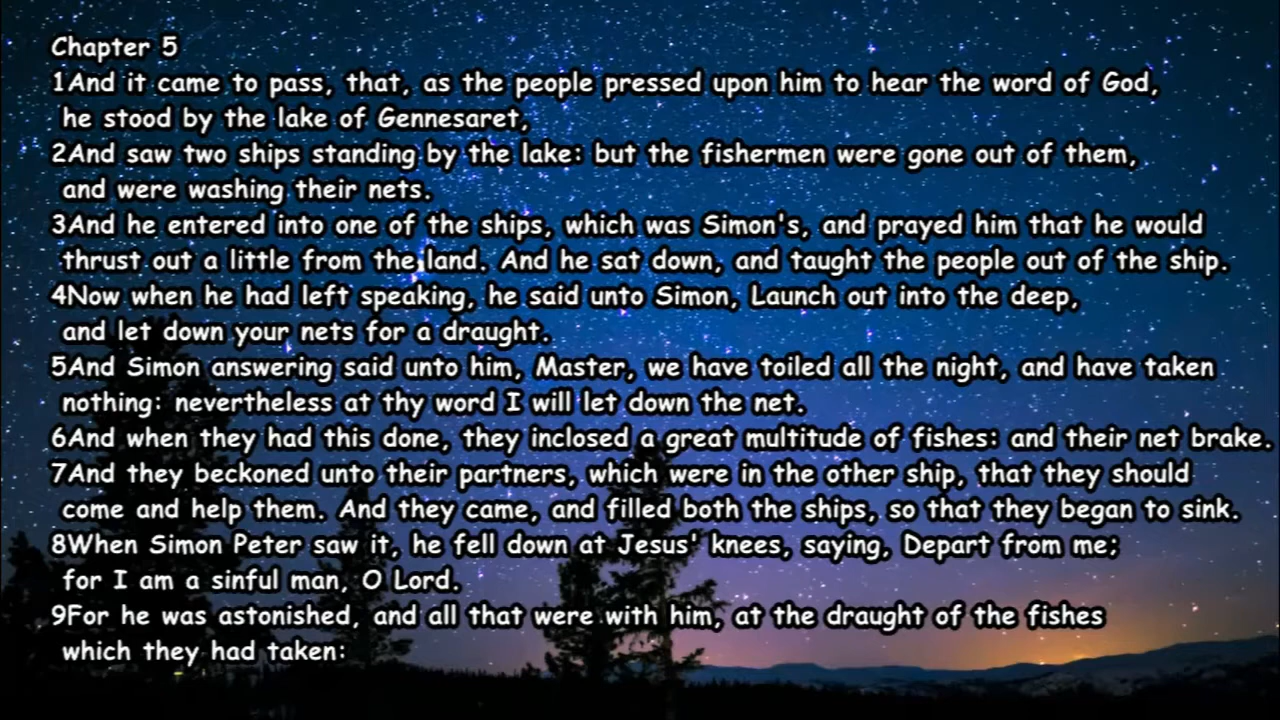 Chapter 5
1And it came to pass, that, as the people pressed upon him to hear the word of God,
he stood by the lake of Gennesaret,
2And saw two ships standing by the lake: but the fishermen were gone out of them,
and were washing their nets.
3And he entered into one of the ships, which was Simon's, and prayed him that he would
thrust out a little from the land. And he sat down, and taught the people out of the ship.
4Now when he had left speaking, he said unto Simon, Launch out into the deep,
and let down your nets for a draught.
5And Simon answering said unto him, Master, we have toiled all the night, and have taken
nothing: nevertheless at thy word I will let down the net.
6And when they had this done, they inclosed a great multitude of fishes: and their net brake.
7And they beckoned unto their partners, which were in the other ship, that they should
come and help them. And they came, and filled both the ships, so that they began to sink.
8When Simon Peter saw it, he fell down at Jesus' knees, saying, Depart from me;
for I am a sinful man, O Lord.
9For he was astonished, and all that were with him, at the draught of the fishes
which they had taken: